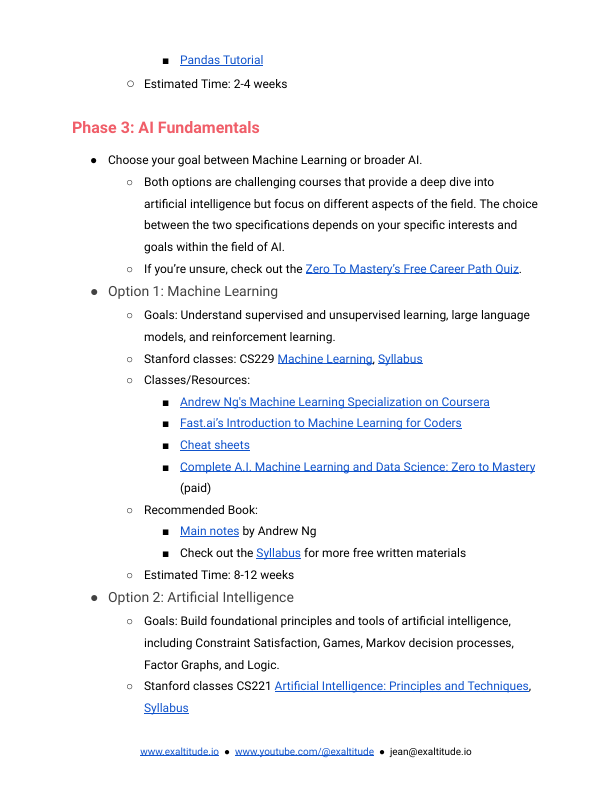 ■ Pandas Tutorial
○ Estimated Time: 2-4 weeks
Phase 3: AI Fundamentals
● Choose your goal between Machine Learning or broader AI.
○ Both options are challenging courses that provide a deep dive into
artificial intelligence but focus on different aspects of the field. The choice
between the two specifications depends on your specific interests and
goals within the field of AI.
○ If you’re unsure, check out the Zero To Mastery’s Free Career Path Quiz.
● Option 1: Machine Learning
○ Goals: Understand supervised and unsupervised learning, large language
models, and reinforcement learning.
○ Stanford classes: CS229 Machine Learning, Syllabus
○ Classes/Resources:
■ Andrew Ng's Machine Learning Specialization on Coursera
■ Fast.ai’s Introduction to Machine Learning for Coders
■ Cheat sheets
■ Complete A.I. Machine Learning and Data Science: Zero to Mastery
(paid)
○ Recommended Book:
■ Main notes by Andrew Ng
■ Check out the Syllabus for more free written materials
○ Estimated Time: 8-12 weeks
● Option 2: Artificial Intelligence
○ Goals: Build foundational principles and tools of artificial intelligence,
including Constraint Satisfaction, Games, Markov decision processes,
Factor Graphs, and Logic.
○ Stanford classes CS221 Artificial Intelligence: Principles and Techniques,
Syllabus
www.exaltitude.io ● www.youtube.com/@exaltitude ● jean@exaltitude.io